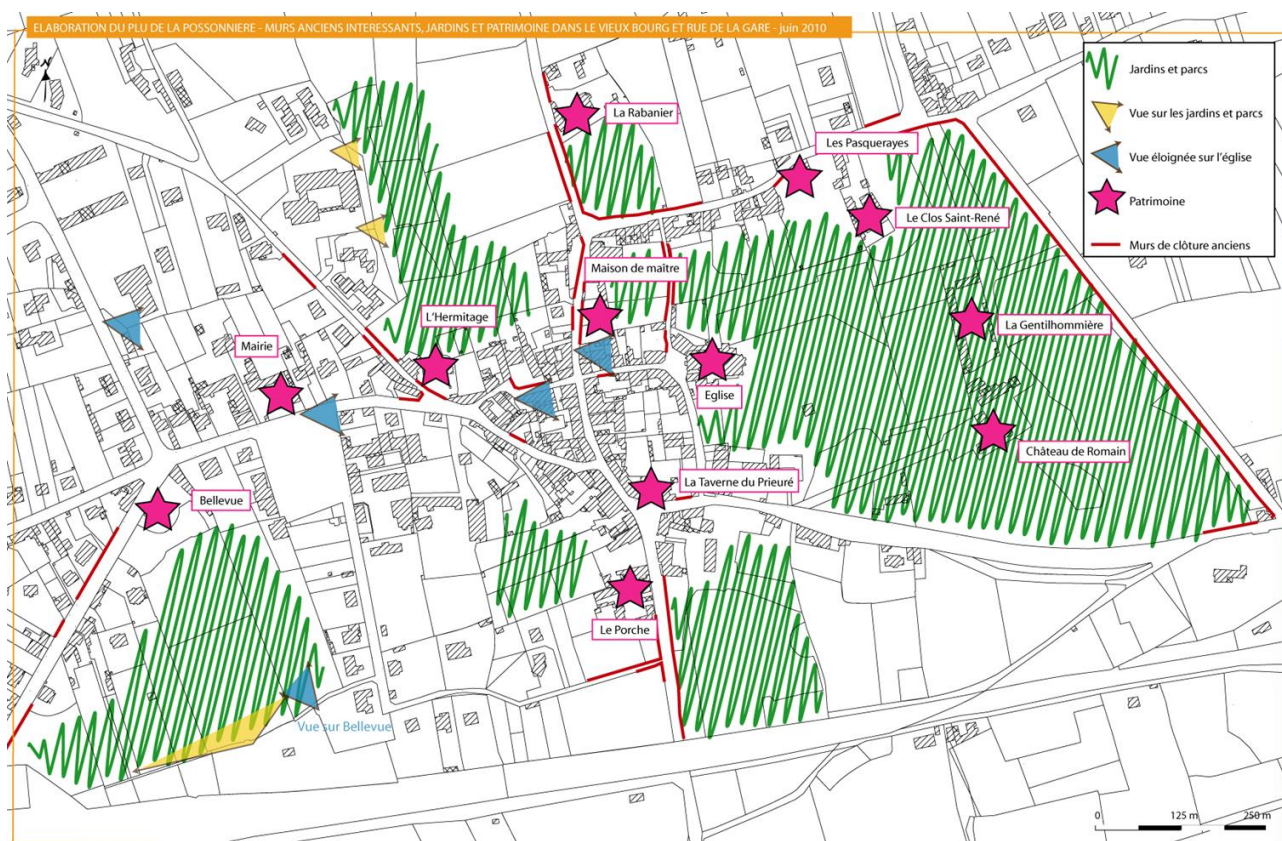 ELABORATION DU PLU DE LA POSSONNIERE - MURS ANCIENS INTERESSANTS, JARDINS ET PATRIMOINE DANS LE VIEUX BOURG ET RUE DE LA GARE - juin 2010
N
Jardins et parcs
Vue sur les jardins et parcs
Vue éloignée sur l'église
Patrimoine
Murs de clôture anciens
La Rabanier
Les Pasquerayes
Le Clos Saint-René
Maison de maître
L'Hermitage
La Gentilhommière
Mairie
Eglise
Château de Romain
La Taverne du Prieuré
Bellevue
Le Porche
Vue sur Bellevue
0 125 m 250 m